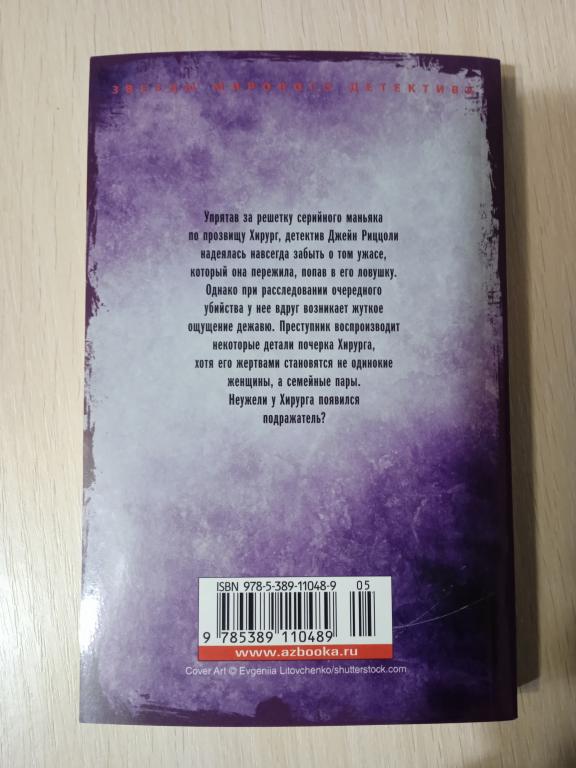 ЗВЕЗДЫ МИРОВОГО ДЕТЕКТИВА
Упрятав за решетку серийного маньяка
по прозвищу Хирург, детектив Джейн Риццоли
надеялась навсегда забыть о том ужасе,
который она пережила, попав в его ловушку.
Однако при расследовании очередного
убийства у нее вдруг возникает жуткое
ощущение дежавю. Преступник воспроизводит
некоторые детали почерка Хирурга,
хотя его жертвами становятся не одинокие
женщины, а семейные пары.
Неужели у Хирурга появился
подражатель?
ISBN 978-5-389-11048-9 05
9 785389 110489
www.azbooka.ru
Cover Art © Evgeniia Litovchenko/shutterstock.com